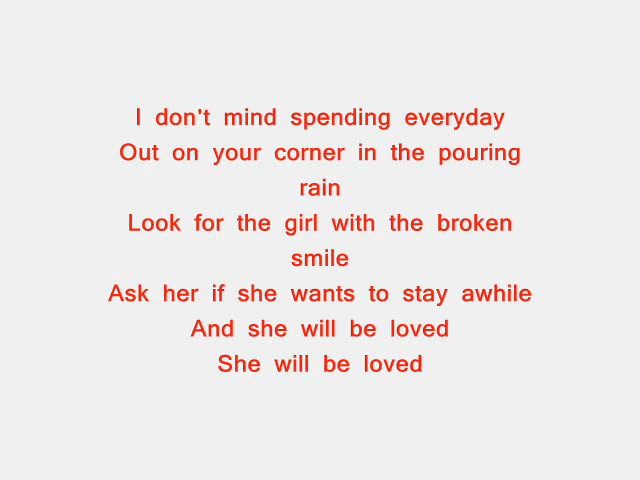 I don't mind spending everyday
Out on your corner in the pouring
rain
Look for the girl with the broken
smile
Ask her if she wants to stay awhile
And she will be loved
She will be loved